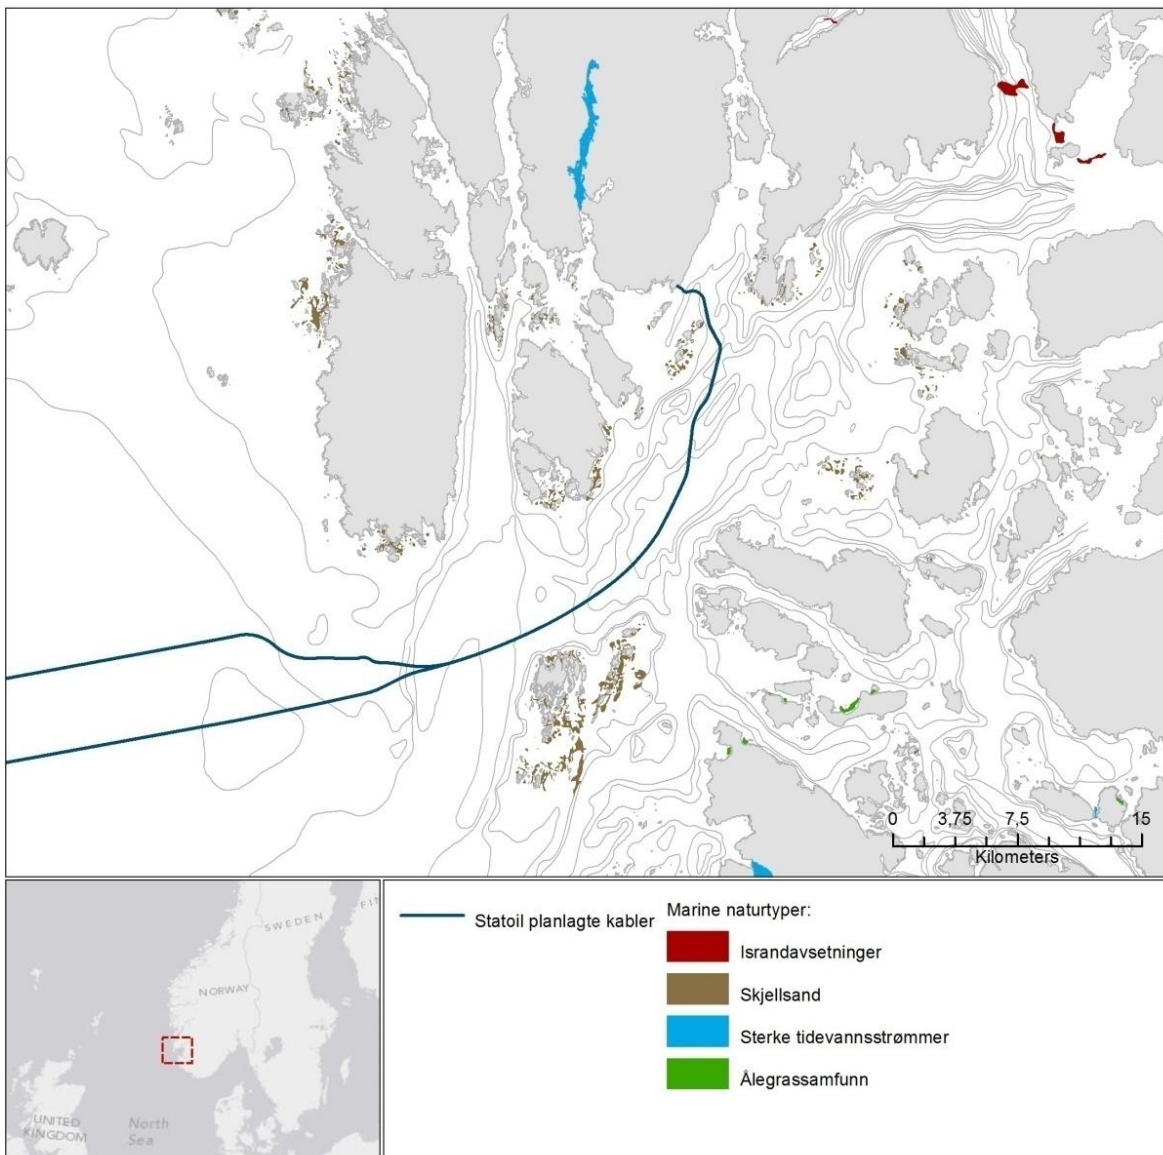 0 3,75 7,5 15
Kilometers
NORWAY
SWEDEN
FIN
UNITED
KINGDOM
North
Sea
Statoil planlagte kabler
Marine naturtyper:
Israndavsetninger
Skjellsand
Sterke tidevannsstrømmer
Ålegrassamfunn